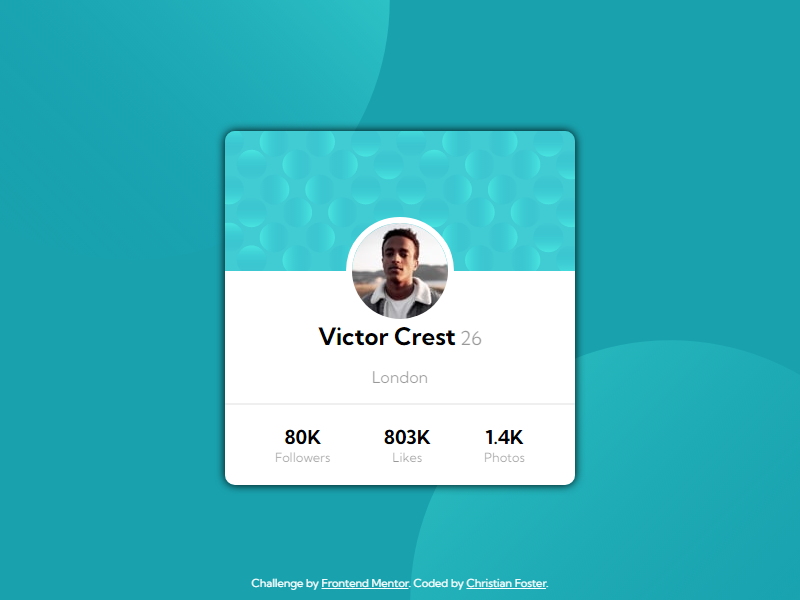 Victor Crest 26
London
80K 803K 1.4K
Followers Likes Photos
Challenge by Frontend Mentor. Coded by Christian Foster.